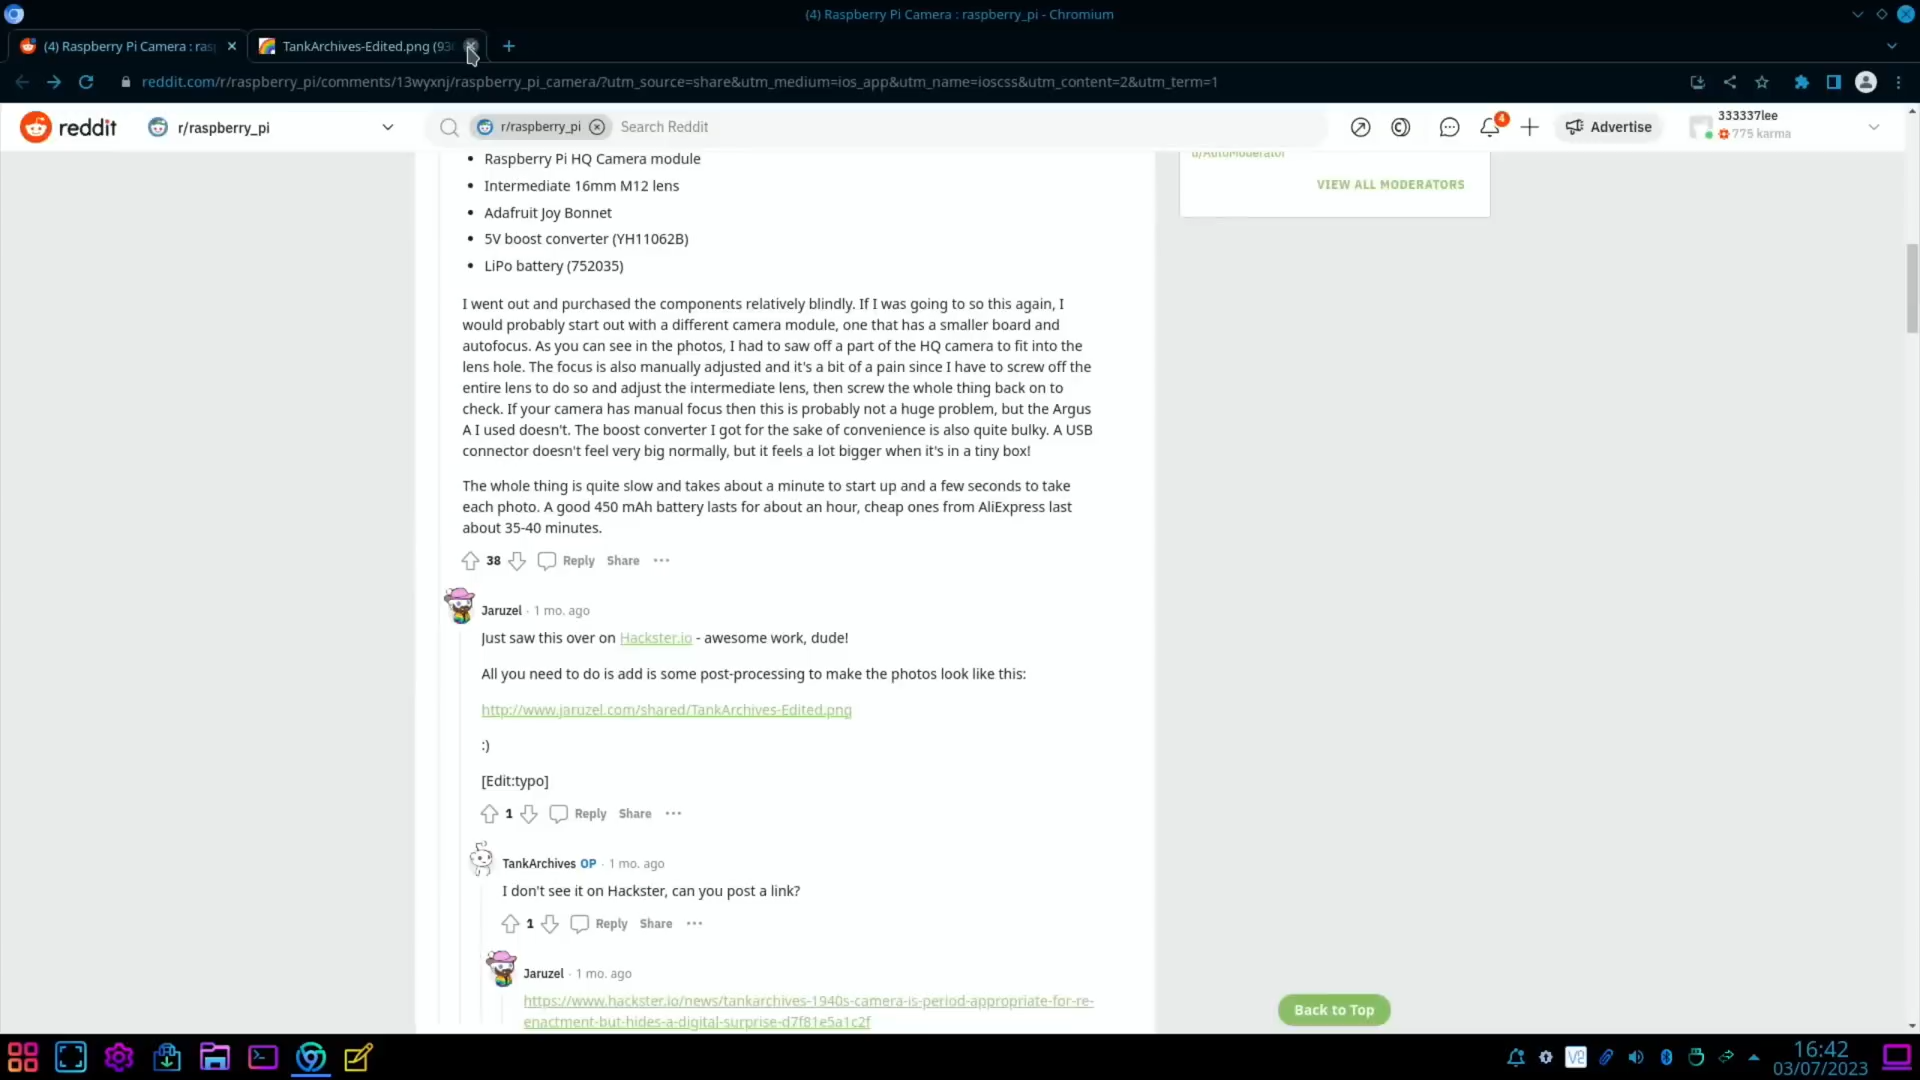 (4) Raspberry Pi Camera : raspberry_pi - Chromium
(4) Raspberry Pi Camera : ras
TankArchives-Edited.png (93
reddit.com/r/raspberry_pi/comments/13wyxnj/raspberry_pi_camera/?utm_source=share&utm_medium=ios_app&utm_name=ioscss&utm_content=2&utm_term=1
reddit
r/raspberry_pi
r/raspberry_pi
Search Reddit
4
Advertise
333337lee
775 karma
u/AutoModerator
VIEW ALL MODERATORS
• Raspberry Pi HQ Camera module
• Intermediate 16mm M12 lens
• Adafruit Joy Bonnet
• 5V boost converter (YH11062B)
• LiPo battery (752035)
I went out and purchased the components relatively blindly. If I was going to so this again, I
would probably start out with a different camera module, one that has a smaller board and
autofocus. As you can see in the photos, I had to saw off a part of the HQ camera to fit into the
lens hole. The focus is also manually adjusted and it's a bit of a pain since I have to screw off the
entire lens to do so and adjust the intermediate lens, then screw the whole thing back on to
check. If your camera has manual focus then this is probably not a huge problem, but the Argus
A I used doesn't. The boost converter I got for the sake of convenience is also quite bulky. A USB
connector doesn't feel very big normally, but it feels a lot bigger when it's in a tiny box!
The whole thing is quite slow and takes about a minute to start up and a few seconds to take
each photo. A good 450 mAh battery lasts for about an hour, cheap ones from AliExpress last
about 35-40 minutes.
38 Reply Share ...
Jaruzel · 1 mo. ago
Just saw this over on Hackster.io - awesome work, dude!
All you need to do is add is some post-processing to make the photos look like this:
http://www.jaruzel.com/shared/TankArchives-Edited.png
:)
[Edit:typo]
1 Reply Share ...
TankArchives OP · 1 mo. ago
I don't see it on Hackster, can you post a link?
1 Reply Share ...
Jaruzel · 1 mo. ago
https://www.hackster.io/news/tankarchives-1940s-camera-is-period-appropriate-for-re-
enactment-but-hides-a-digital-surprise-d7f81e5a1c2f
Back to Top
16:42
03/07/2023